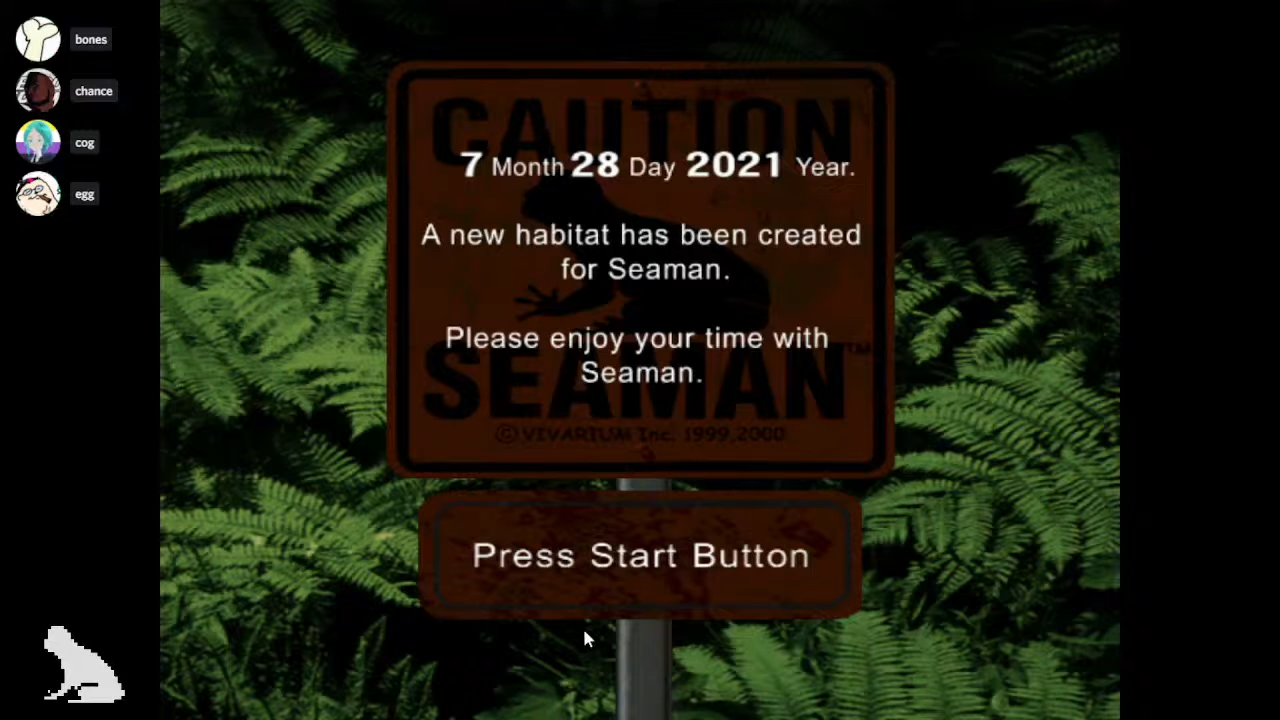 bones
chance
cog
egg
CAUTION
7 Month 28 Day 2021 Year.
A new habitat has been created
for Seaman.
Please enjoy your time with
Seaman.
SEAMAN™
©VIVARIUM Inc. 1999,2000
Press Start Button